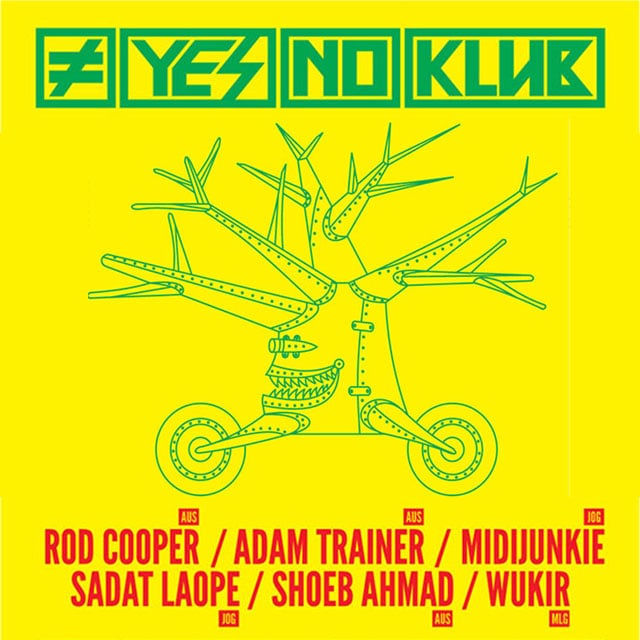 ≠ YES NO KLUB
AUS AUS JOG
ROD COOPER / ADAM TRAINER / MIDIJUNKIE
SADAT LAOPE / SHOEB AHMAD / WUKIR
JOG AUS MLG